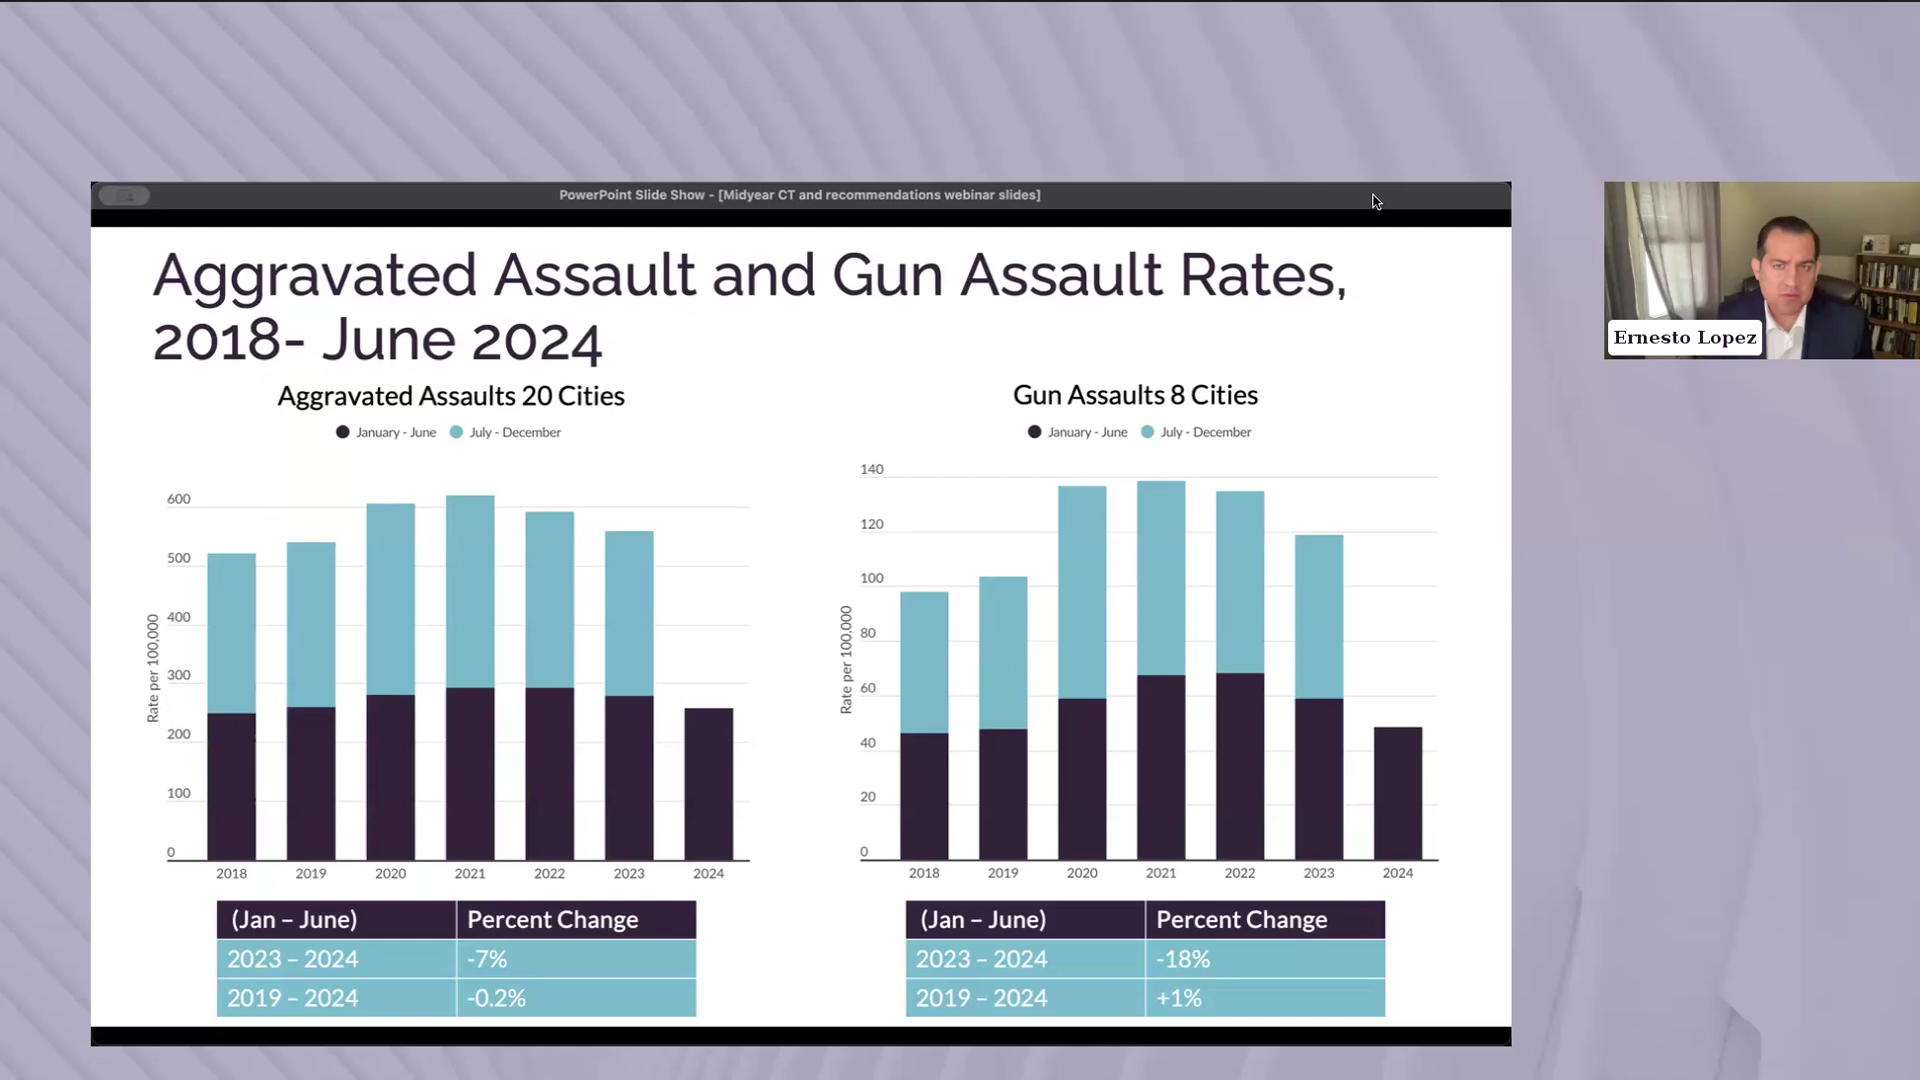 PowerPoint Slide Show - [Midyear CT and recommendations webinar slides]
Aggravated Assault and Gun Assault Rates,
2018- June 2024
Aggravated Assaults 20 Cities
January - June July - December
Rate per 100,000
600
500
400
300
200
100
0
2018 2019 2020 2021 2022 2023 2024
(Jan – June) Percent Change
2023 – 2024 -7%
2019 – 2024 -0.2%
Gun Assaults 8 Cities
January - June July - December
Rate per 100,000
140
120
100
80
60
40
20
0
2018 2019 2020 2021 2022 2023 2024
(Jan – June) Percent Change
2023 – 2024 -18%
2019 – 2024 +1%
Ernesto Lopez